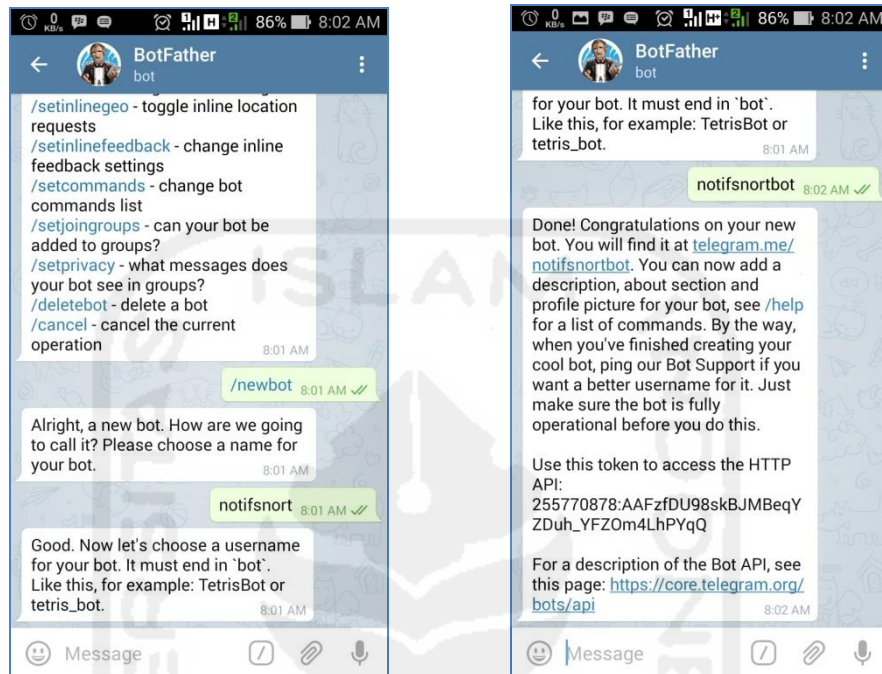 0 KB/s 1 H 2 86% 8:02 AM
BotFather
bot
/setinlinegeo - toggle inline location
requests
/setinlinefeedback - change inline
feedback settings
/setcommands - change bot
commands list
/setjoingroups - can your bot be
added to groups?
/setprivacy - what messages does
your bot see in groups?
/deletebot - delete a bot
/cancel - cancel the current
operation
8:01 AM
/newbot 8:01 AM
Alright, a new bot. How are we going
to call it? Please choose a name for
your bot.
8:01 AM
notifsnort 8:01 AM
Good. Now let's choose a username
for your bot. It must end in `bot`.
Like this, for example: TetrisBot or
tetris_bot.
8:01 AM
Message
0 KB/s 1 H+ 2 86% 8:02 AM
BotFather
bot
for your bot. It must end in `bot`.
Like this, for example: TetrisBot or
tetris_bot.
8:01 AM
notifsnortbot 8:02 AM
Done! Congratulations on your new
bot. You will find it at telegram.me/
notifsnortbot. You can now add a
description, about section and
profile picture for your bot, see /help
for a list of commands. By the way,
when you've finished creating your
cool bot, ping our Bot Support if you
want a better username for it. Just
make sure the bot is fully
operational before you do this.
Use this token to access the HTTP
API:
255770878:AAFzfDU98skBJMBeqY
ZDuh_YFZOm4LhPYqQ
For a description of the Bot API, see
this page: https://core.telegram.org/
bots/api
8:02 AM
Message